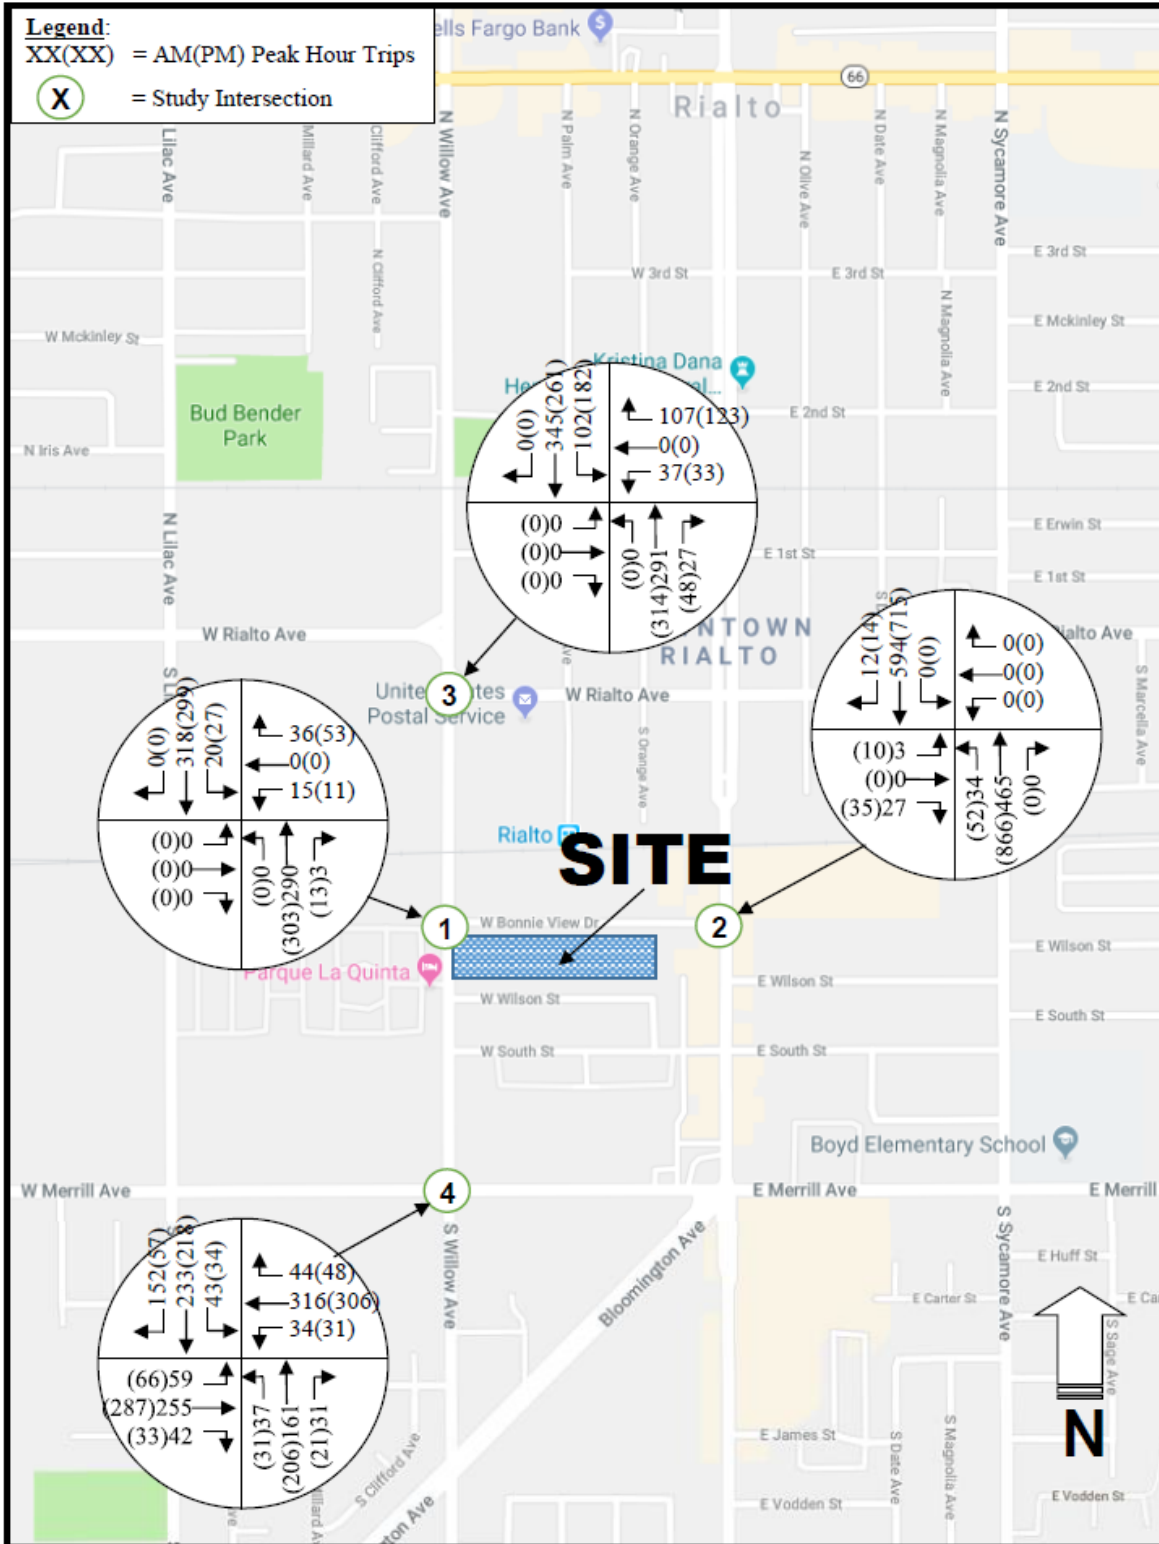 Legend:
XX(XX) = AM(PM) Peak Hour Trips
X = Study Intersection
ells Fargo Bank
66
Rialto
Lilac Ave
Millard Ave
Clifford Ave
N Willow Ave
N Palm Ave
N Orange Ave
N Olive Ave
N Date Ave
N Magnolia Ave
N Sycamore Ave
N Clifford Ave
E 3rd St
W 3rd St
E 3rd St
N Magnolia Ave
W Mckinley St
E Mckinley St
Kristina Dana
E 2nd St
E 2nd St
Bud Bender
Park
N Iris Ave
0(0)
345(261)
102(182)
107(123)
0(0)
37(33)
(0)0
(0)0
(0)0
(0)0
(314)291
(48)27
N Lilac Ave
E Erwin St
E 1st St
E 1st St
W Rialto Ave
NTOWN
RIALTO
ialto Ave
S Marcella Ave
3
Postal Service
W Rialto Ave
S Orange Ave
12(14)
594(715)
0(0)
0(0)
0(0)
0(0)
(10)3
(0)0
(35)27
(52)34
(866)465
(0)0
0(0)
318(299)
20(27)
36(53)
0(0)
15(11)
(0)0
(0)0
(0)0
(0)0
(303)290
(13)3
Rialto
SITE
1
W Bonnie View Dr
2
E Wilson St
Parque La Quinta
W Wilson St
E Wilson St
E South St
W South St
E South St
Boyd Elementary School
W Merrill Ave
4
E Merrill Ave
E Merrill
152(57)
233(218)
43(34)
44(48)
316(306)
34(31)
(66)59
(287)255
(33)42
(31)37
(206)161
(21)31
S Willow Ave
Bloomington Ave
S Sycamore Ave
E Huff St
E Carter St
E Ca
S Sage Ave
N
E James St
S Date Ave
S Magnolia Ave
S Clifford Ave
illard Av
ton Ave
E Vodden St
E Vodden St